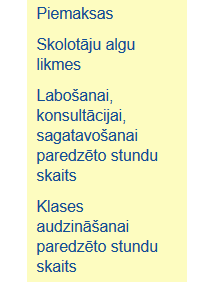 Piemaksas
Skolotāju algu
likmes
Labošanai,
konsultācijai,
sagatavošanai
paredzēto stundu
skaits
Klases
audzināšanai
paredzēto stundu
skaits